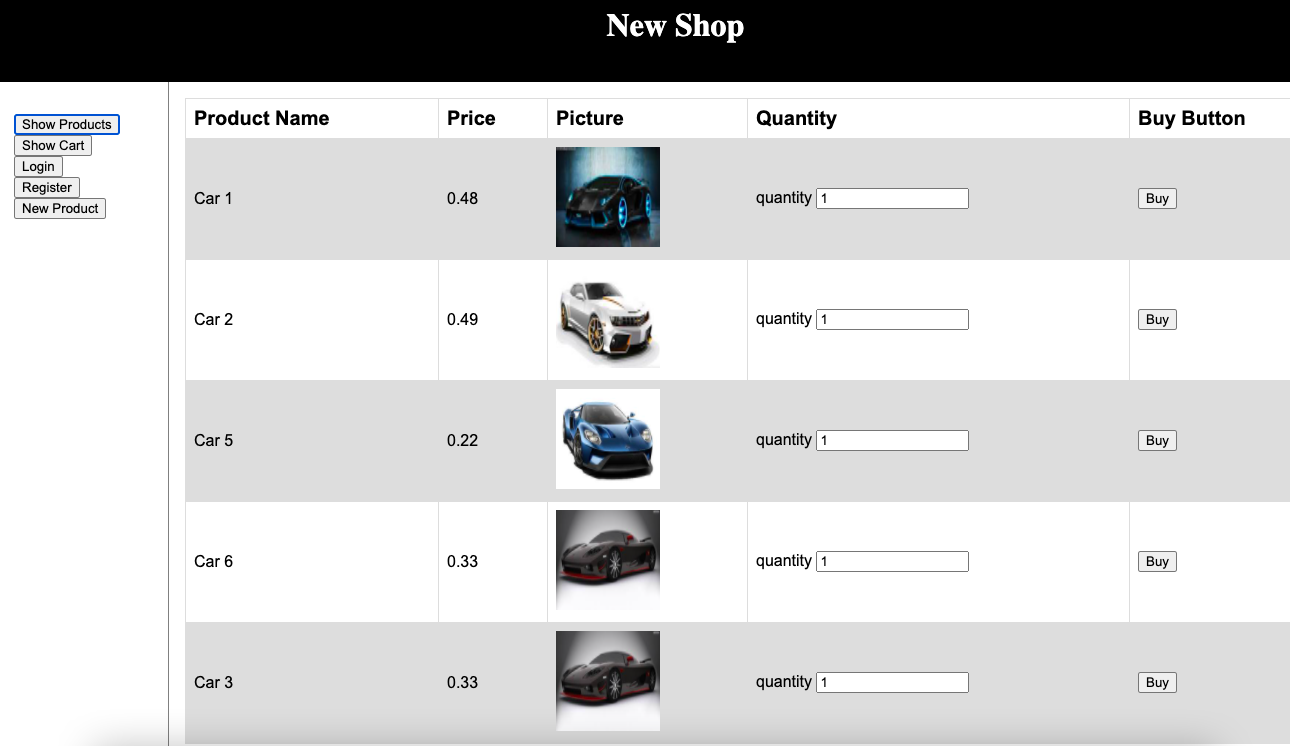 New Shop
Show Products
Show Cart
Login
Register
New Product
Product Name Price Picture Quantity Buy Button
Car 1 0.48 quantity 1 Buy
Car 2 0.49 quantity 1 Buy
Car 5 0.22 quantity 1 Buy
Car 6 0.33 quantity 1 Buy
Car 3 0.33 quantity 1 Buy